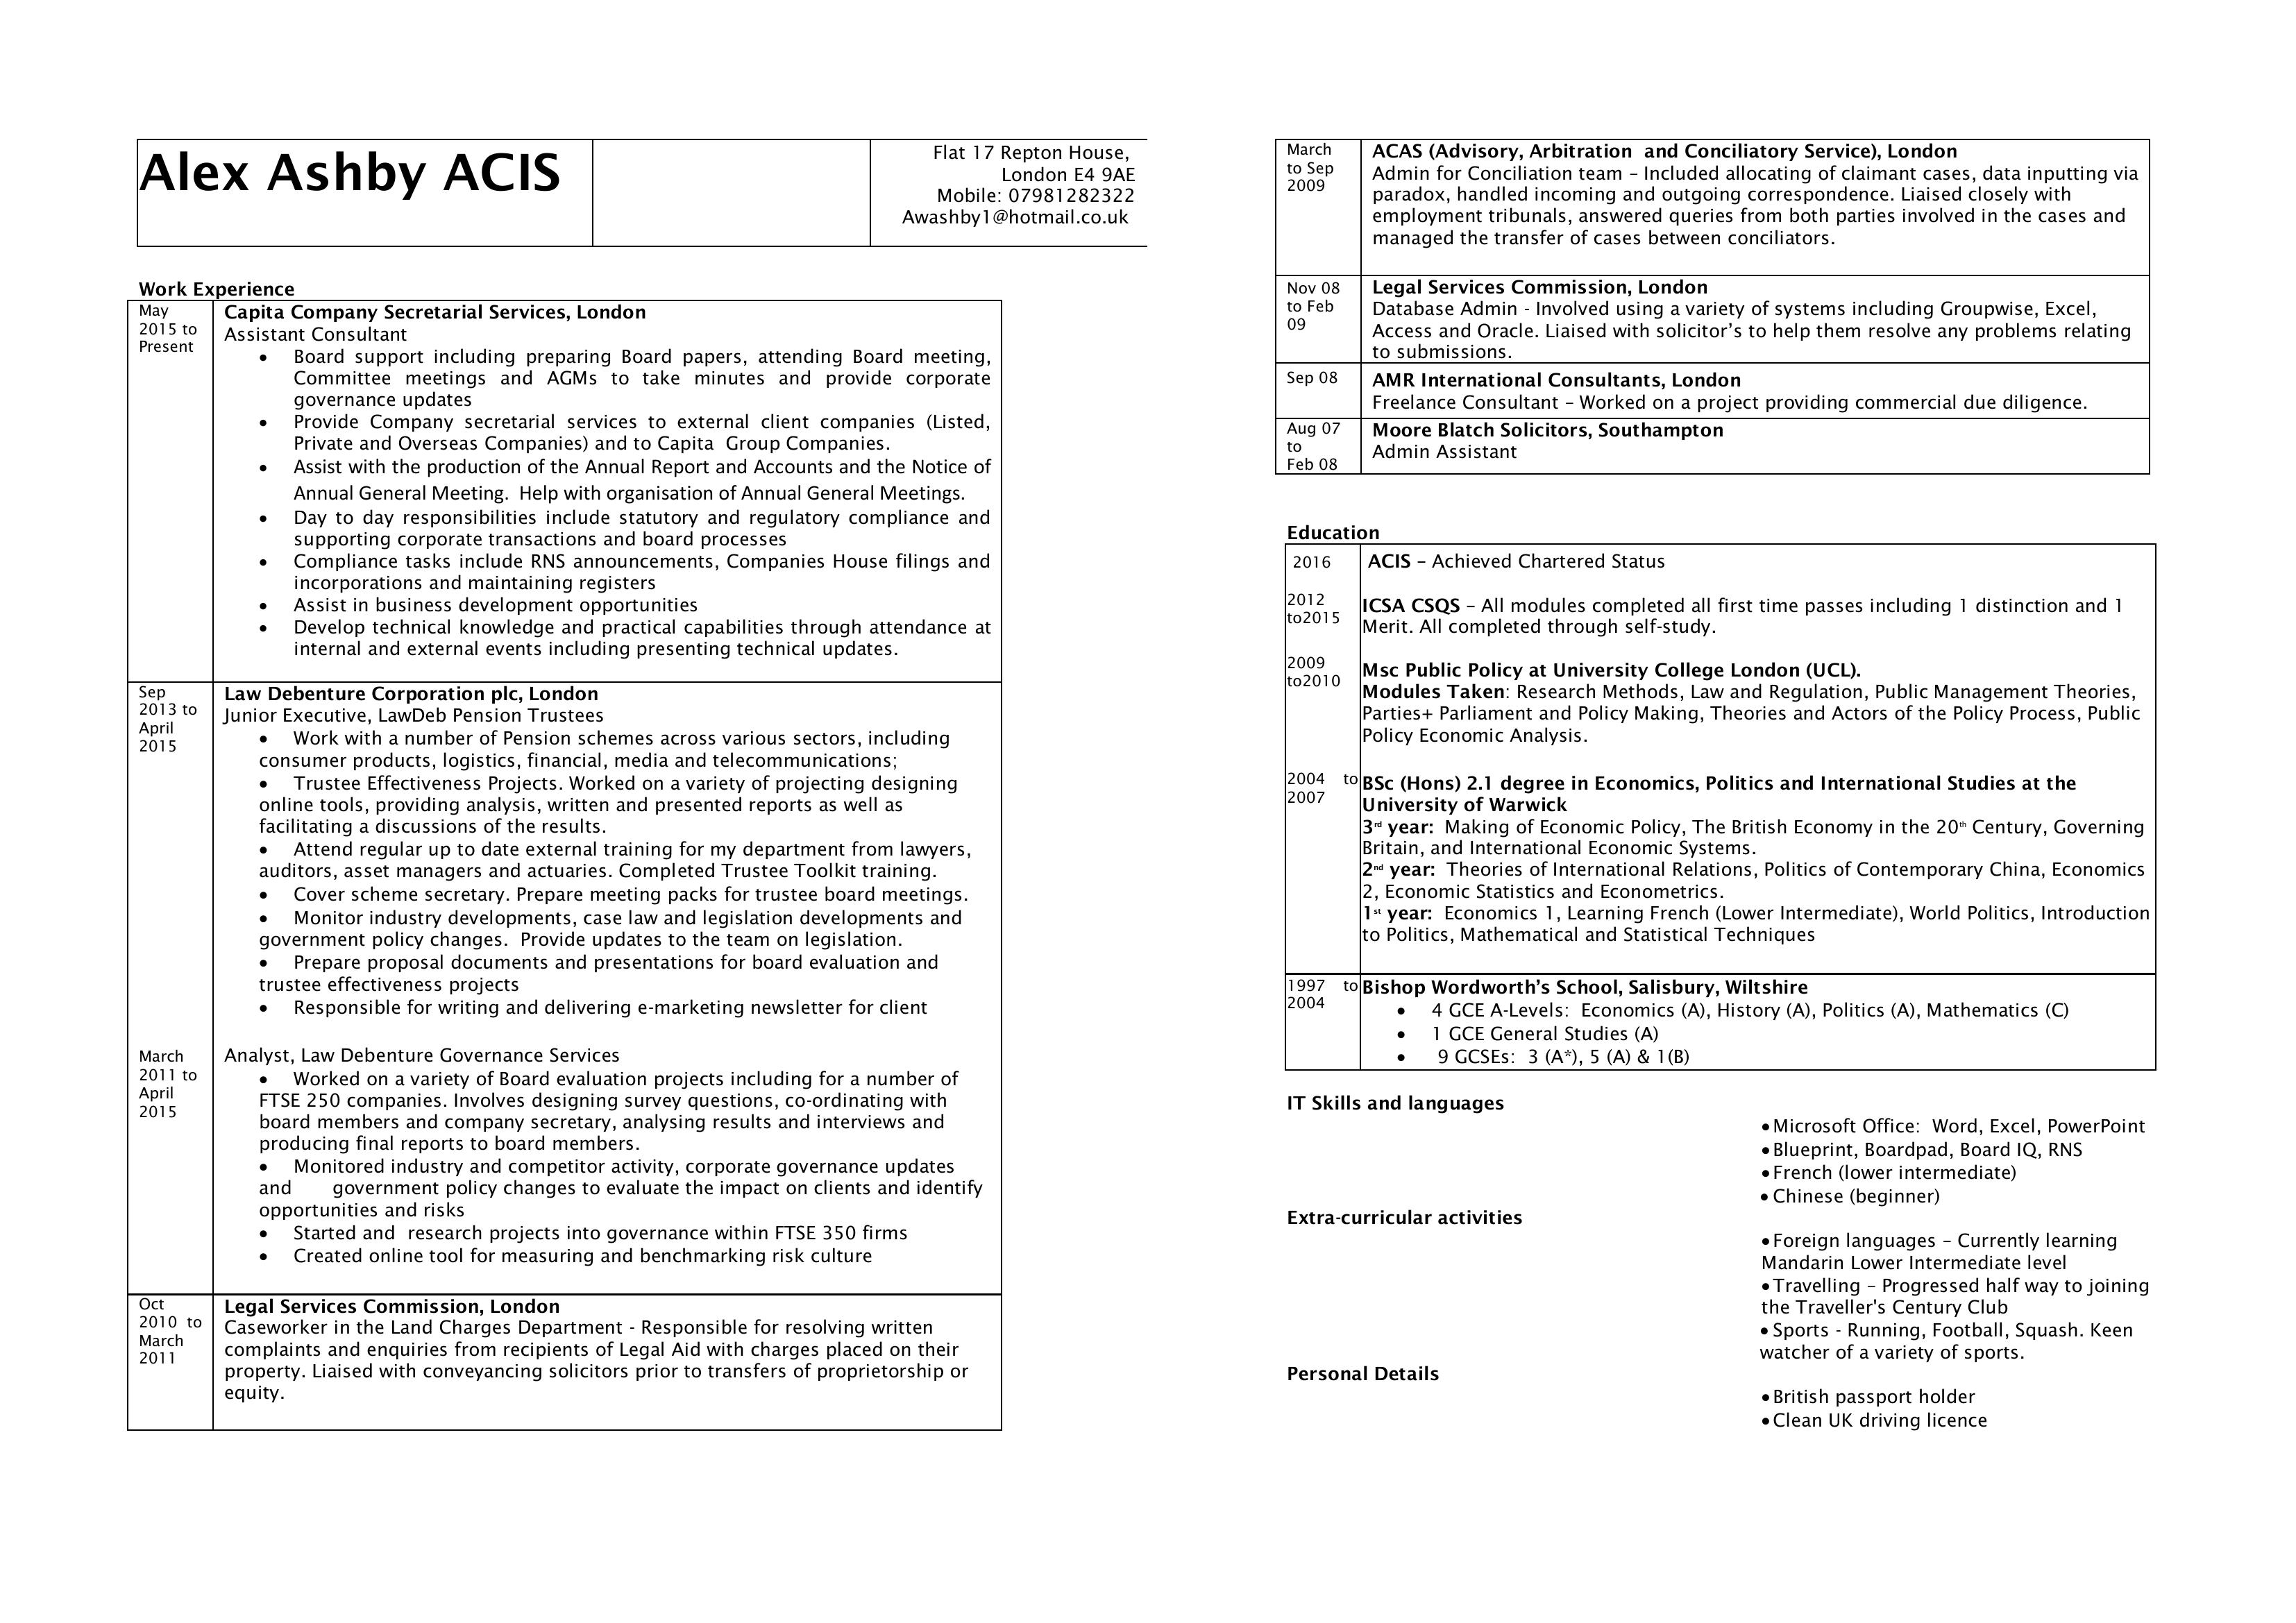 Alex Ashby ACIS
Flat 17 Repton House,
London E4 9AE
Mobile: 07981282322
Awashby1@hotmail.co.uk
Work Experience
May
2015 to
Present
Capita Company Secretarial Services, London
Assistant Consultant
• Board support including preparing Board papers, attending Board meeting,
Committee meetings and AGMs to take minutes and provide corporate
governance updates
• Provide Company secretarial services to external client companies (Listed,
Private and Overseas Companies) and to Capita  Group Companies.
• Assist with the production of the Annual Report and Accounts and the Notice of
Annual General Meeting.  Help with organisation of Annual General Meetings.
• Day to day responsibilities include statutory and regulatory compliance and
supporting corporate transactions and board processes
• Compliance tasks include RNS announcements, Companies House filings and
incorporations and maintaining registers
• Assist in business development opportunities
• Develop technical knowledge and practical capabilities through attendance at
internal and external events including presenting technical updates.
Sep
2013 to
April
2015
Law Debenture Corporation plc, London
Junior Executive, LawDeb Pension Trustees
• Work with a number of Pension schemes across various sectors, including
consumer products, logistics, financial, media and telecommunications;
• Trustee Effectiveness Projects. Worked on a variety of projecting designing
online tools, providing analysis, written and presented reports as well as
facilitating a discussions of the results.
• Attend regular up to date external training for my department from lawyers,
auditors, asset managers and actuaries. Completed Trustee Toolkit training.
• Cover scheme secretary. Prepare meeting packs for trustee board meetings.
• Monitor industry developments, case law and legislation developments and
government policy changes.  Provide updates to the team on legislation.
• Prepare proposal documents and presentations for board evaluation and
trustee effectiveness projects
• Responsible for writing and delivering e-marketing newsletter for client
March
2011 to
April
2015
Analyst, Law Debenture Governance Services
• Worked on a variety of Board evaluation projects including for a number of
FTSE 250 companies. Involves designing survey questions, co-ordinating with
board members and company secretary, analysing results and interviews and
producing final reports to board members.
• Monitored industry and competitor activity, corporate governance updates
and      government policy changes to evaluate the impact on clients and identify
opportunities and risks
• Started and  research projects into governance within FTSE 350 firms
• Created online tool for measuring and benchmarking risk culture
Oct
2010 to
March
2011
Legal Services Commission, London
Caseworker in the Land Charges Department - Responsible for resolving written
complaints and enquiries from recipients of Legal Aid with charges placed on their
property. Liaised with conveyancing solicitors prior to transfers of proprietorship or
equity.
March
to Sep
2009
ACAS (Advisory, Arbitration  and Conciliatory Service), London
Admin for Conciliation team – Included allocating of claimant cases, data inputting via
paradox, handled incoming and outgoing correspondence. Liaised closely with
employment tribunals, answered queries from both parties involved in the cases and
managed the transfer of cases between conciliators.
Nov 08
to Feb
09
Legal Services Commission, London
Database Admin - Involved using a variety of systems including Groupwise, Excel,
Access and Oracle. Liaised with solicitor’s to help them resolve any problems relating
to submissions.
Sep 08
AMR International Consultants, London
Freelance Consultant – Worked on a project providing commercial due diligence.
Aug 07
to
Feb 08
Moore Blatch Solicitors, Southampton
Admin Assistant
Education
2016
ACIS – Achieved Chartered Status
2012
to2015
ICSA CSQS – All modules completed all first time passes including 1 distinction and 1
Merit. All completed through self-study.
2009
to2010
Msc Public Policy at University College London (UCL).
Modules Taken: Research Methods, Law and Regulation, Public Management Theories,
Parties+ Parliament and Policy Making, Theories and Actors of the Policy Process, Public
Policy Economic Analysis.
2004 to
2007
BSc (Hons) 2.1 degree in Economics, Politics and International Studies at the
University of Warwick
3rd year:  Making of Economic Policy, The British Economy in the 20th Century, Governing
Britain, and International Economic Systems.
2nd year:  Theories of International Relations, Politics of Contemporary China, Economics
2, Economic Statistics and Econometrics.
1st year:  Economics 1, Learning French (Lower Intermediate), World Politics, Introduction
to Politics, Mathematical and Statistical Techniques
1997 to
2004
Bishop Wordworth’s School, Salisbury, Wiltshire
• 4 GCE A-Levels:  Economics (A), History (A), Politics (A), Mathematics (C)
• 1 GCE General Studies (A)
• 9 GCSEs:  3 (A*), 5 (A) & 1(B)
IT Skills and languages
•Microsoft Office:  Word, Excel, PowerPoint
•Blueprint, Boardpad, Board IQ, RNS
•French (lower intermediate)
•Chinese (beginner)
Extra-curricular activities
•Foreign languages – Currently learning
Mandarin Lower Intermediate level
•Travelling – Progressed half way to joining
the Traveller's Century Club
•Sports - Running, Football, Squash. Keen
watcher of a variety of sports.
Personal Details
•British passport holder
•Clean UK driving licence